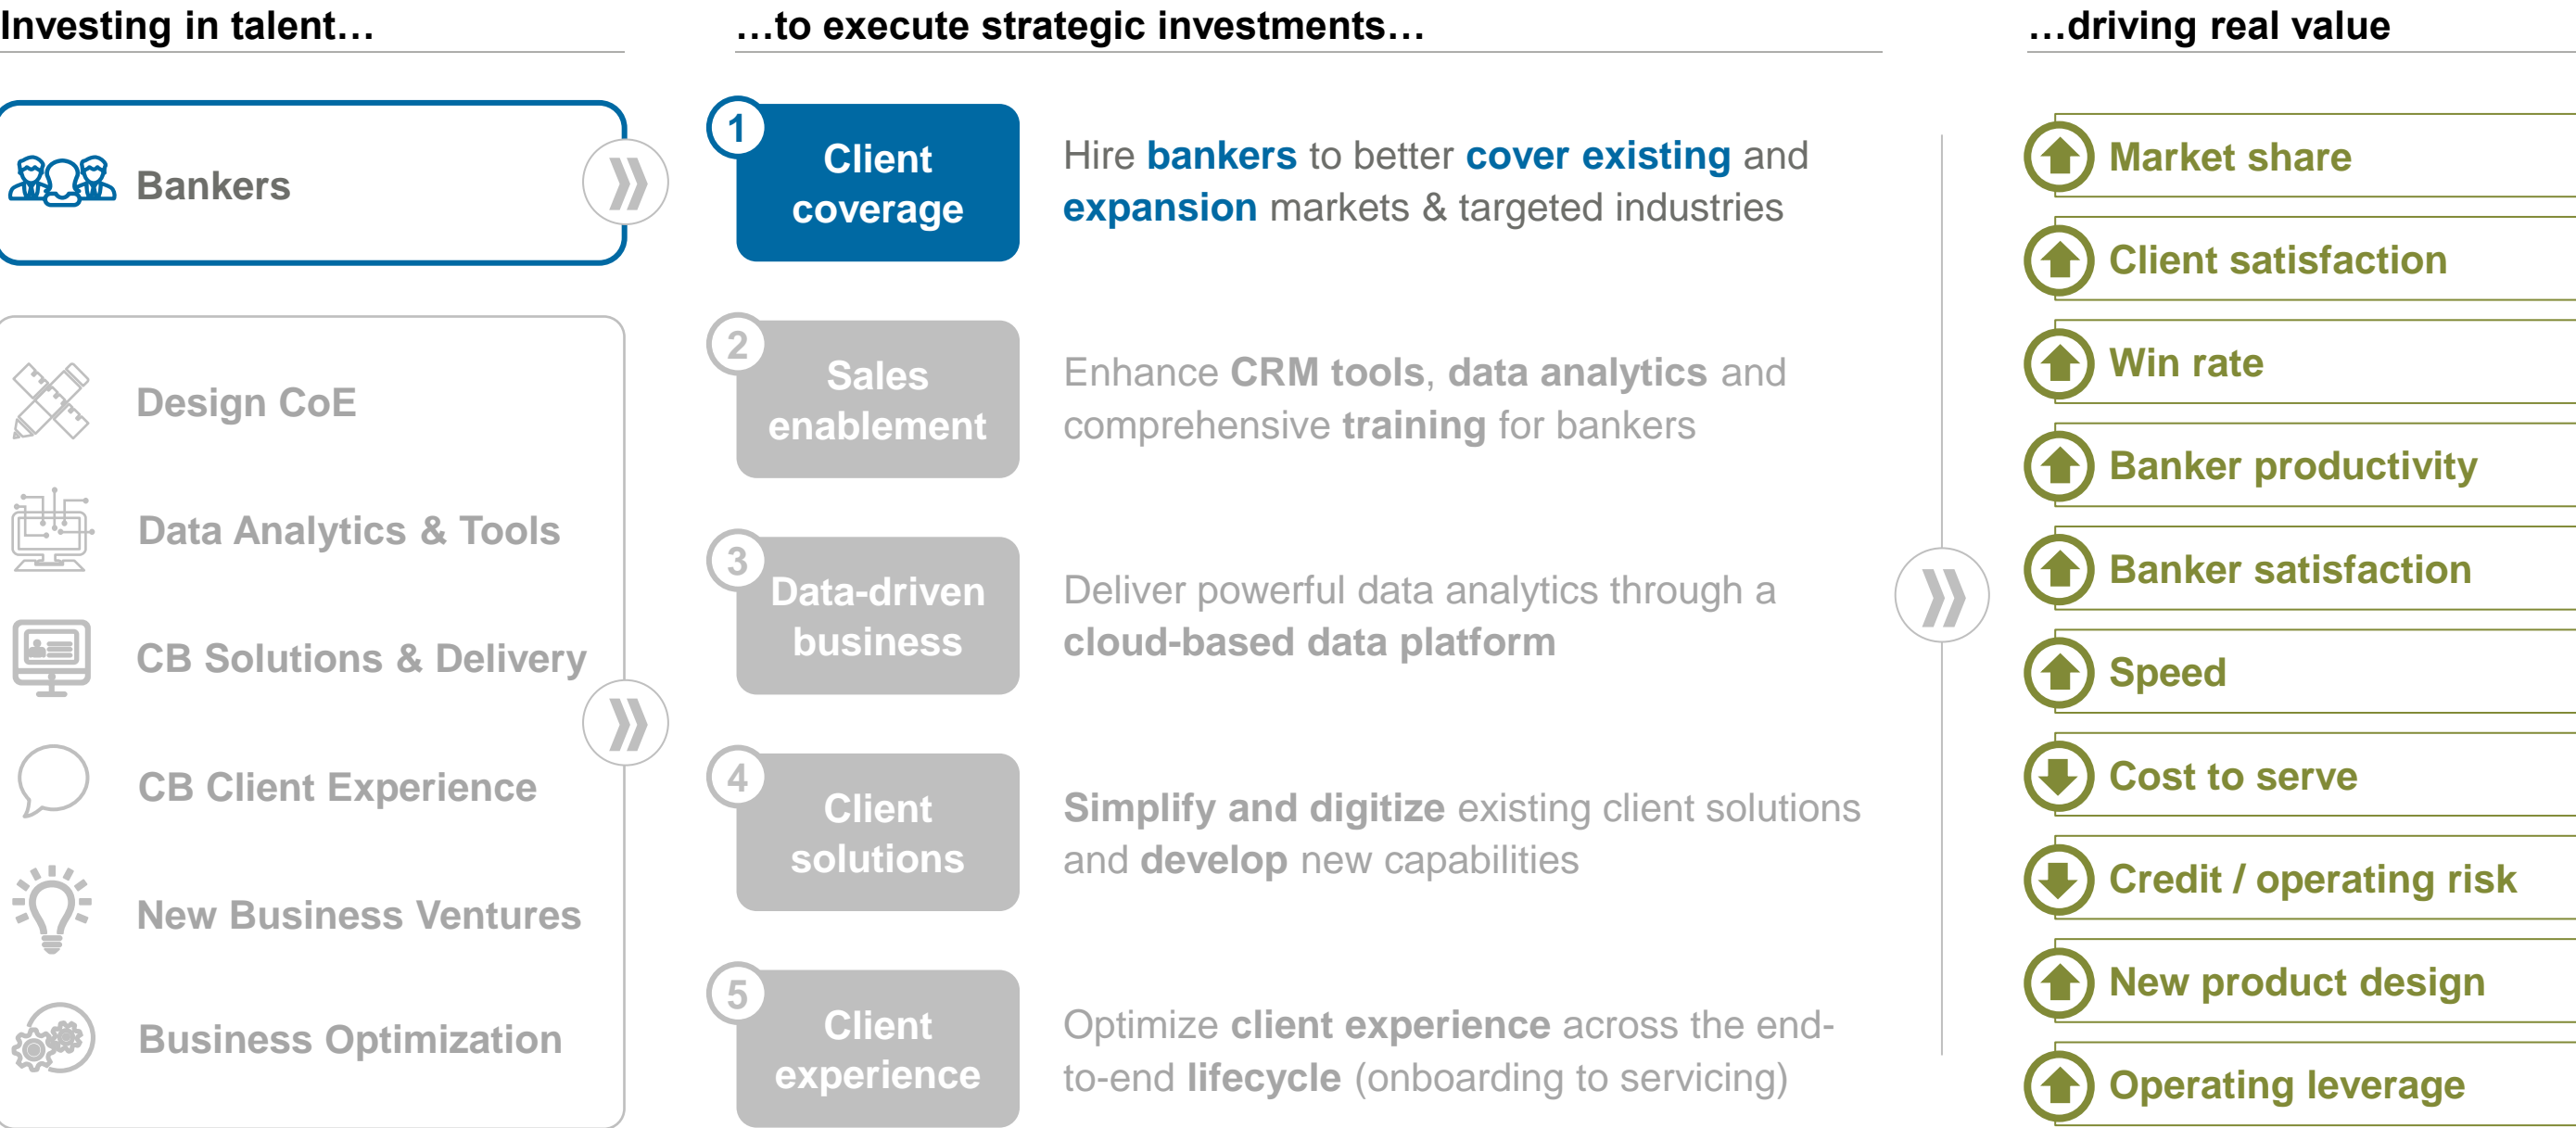 Investing in talent…
Bankers
Design CoE
Data Analytics & Tools
CB Solutions & Delivery
CB Client Experience
New Business Ventures
Business Optimization
…to execute strategic investments…
1
Client
coverage
Hire bankers to better cover existing and
expansion markets & targeted industries
2
Sales
enablement
Enhance CRM tools, data analytics and
comprehensive training for bankers
3
Data-driven
business
Deliver powerful data analytics through a
cloud-based data platform
4
Client
solutions
Simplify and digitize existing client solutions
and develop new capabilities
5
Client
experience
Optimize client experience across the end-
to-end lifecycle (onboarding to servicing)
…driving real value
Market share
Client satisfaction
Win rate
Banker productivity
Banker satisfaction
Speed
Cost to serve
Credit / operating risk
New product design
Operating leverage